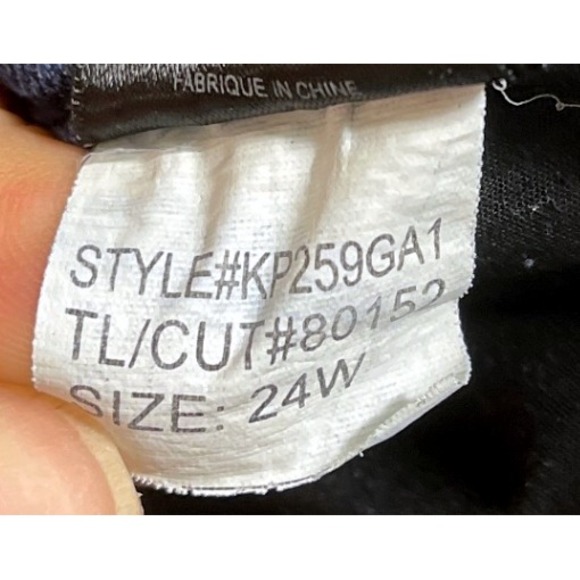 FABRIQUE IN CHINE
STYLE#KP259GA1
TL/CUT#80152
SIZE: 24W